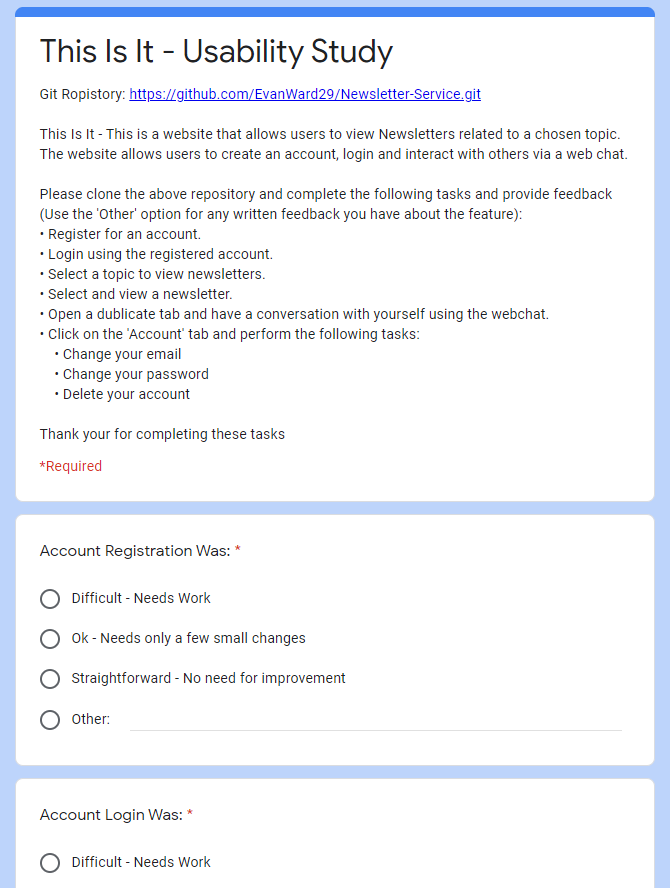 This Is It - Usability Study
Git Ropistory: https://github.com/EvanWard29/Newsletter-Service.git
This Is It - This is a website that allows users to view Newsletters related to a chosen topic.
The website allows users to create an account, login and interact with others via a web chat.
Please clone the above repository and complete the following tasks and provide feedback
(Use the 'Other' option for any written feedback you have about the feature):
• Register for an account.
• Login using the registered account.
• Select a topic to view newsletters.
• Select and view a newsletter.
• Open a dublicate tab and have a conversation with yourself using the webchat.
• Click on the 'Account' tab and perform the following tasks:
• Change your email
• Change your password
• Delete your account
Thank your for completing these tasks
*Required
Account Registration Was: *
Difficult - Needs Work
Ok - Needs only a few small changes
Straightforward - No need for improvement
Other:
Account Login Was: *
Difficult - Needs Work